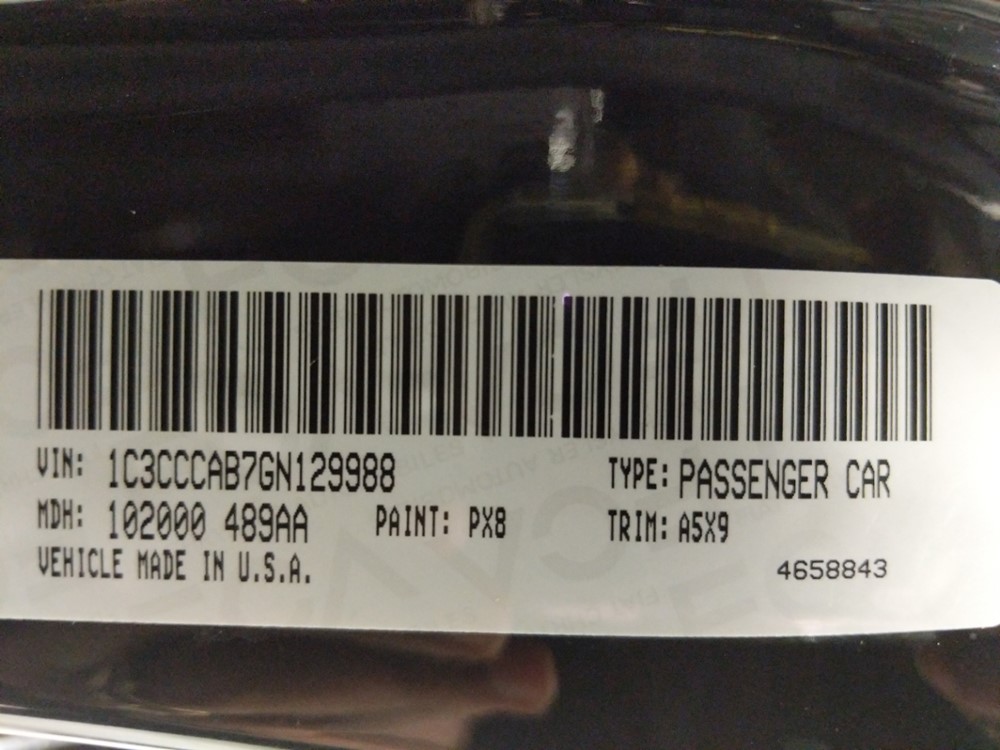 VIN: 1C3CCCAB7GN129988 TYPE: PASSENGER CAR
MDH: 102000 489AA PAINT: PX8 TRIM: A5X9
VEHICLE MADE IN U.S.A. 4658843